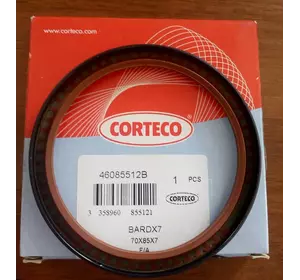 www.corteco.com
CORTECO
46085512B
1 PCS
CORTECO
3 358960 855121
BARDX7
70X85X7
F/A